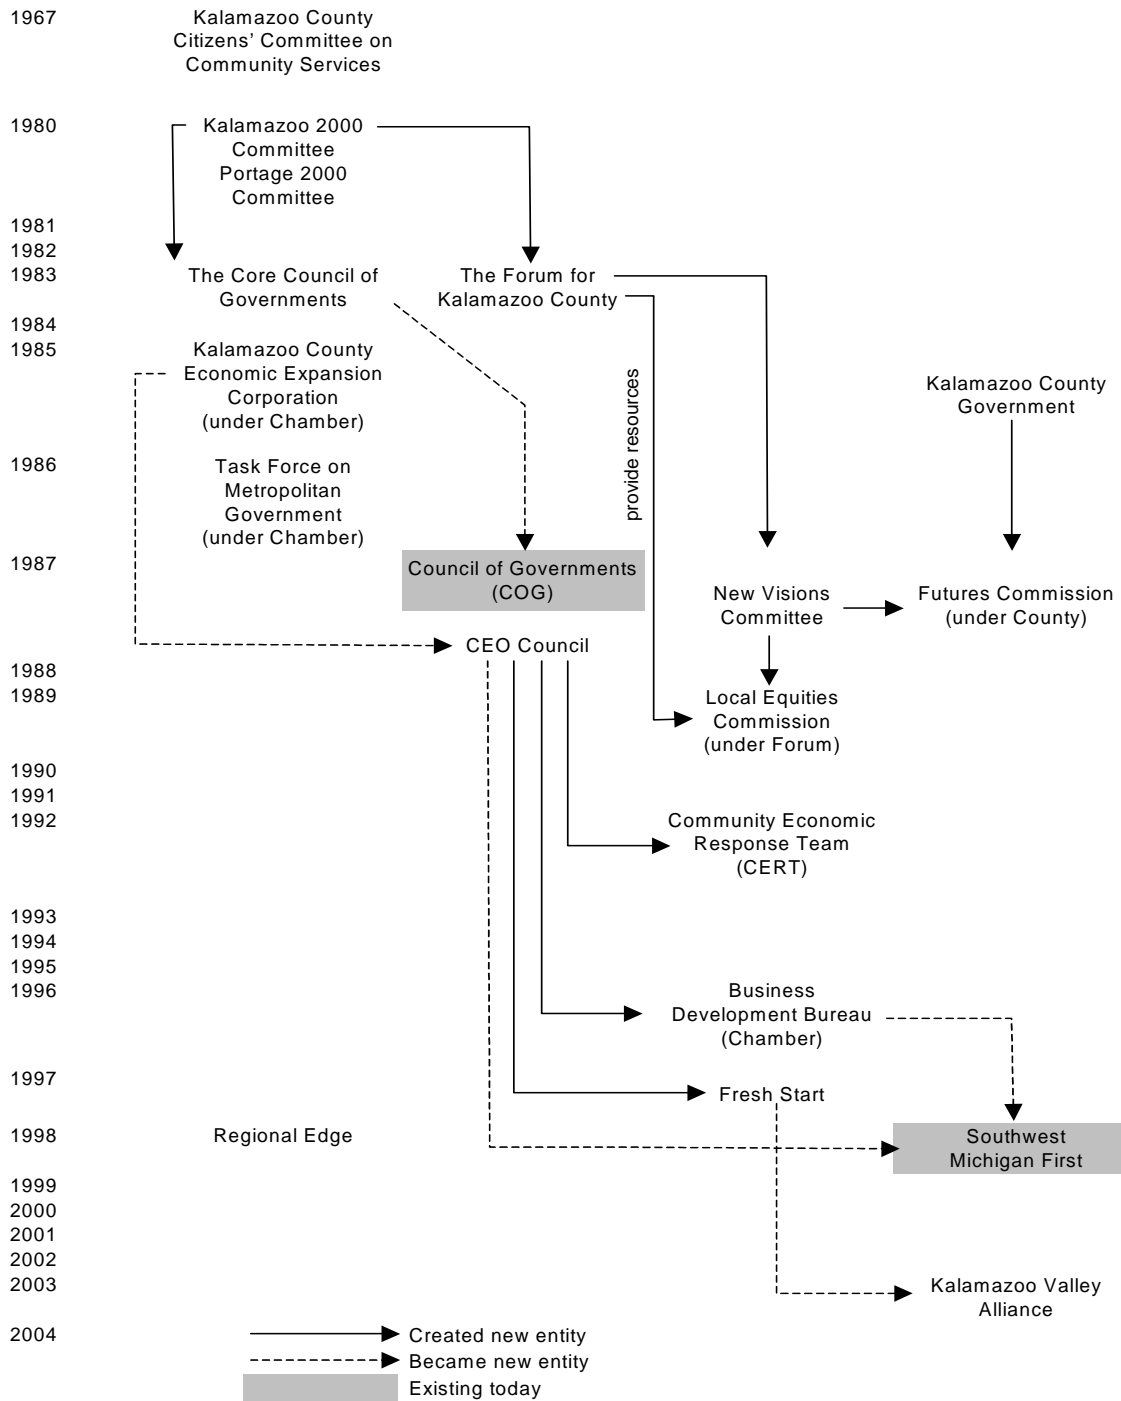 1967
Kalamazoo County
Citizens' Committee on
Community Services
1980
Kalamazoo 2000
Committee
Portage 2000
Committee
1981
1982
1983
The Core Council of
Governments
The Forum for
Kalamazoo County
1984
1985
Kalamazoo County
Economic Expansion
Corporation
(under Chamber)
provide resources
Kalamazoo County
Government
1986
Task Force on
Metropolitan
Government
(under Chamber)
1987
Council of Governments
(COG)
New Visions
Committee
Futures Commission
(under County)
CEO Council
1988
1989
Local Equities
Commission
(under Forum)
1990
1991
1992
Community Economic
Response Team
(CERT)
1993
1994
1995
1996
Business
Development Bureau
(Chamber)
1997
Fresh Start
1998
Regional Edge
Southwest
Michigan First
1999
2000
2001
2002
2003
Kalamazoo Valley
Alliance
2004
Created new entity
Became new entity
Existing today